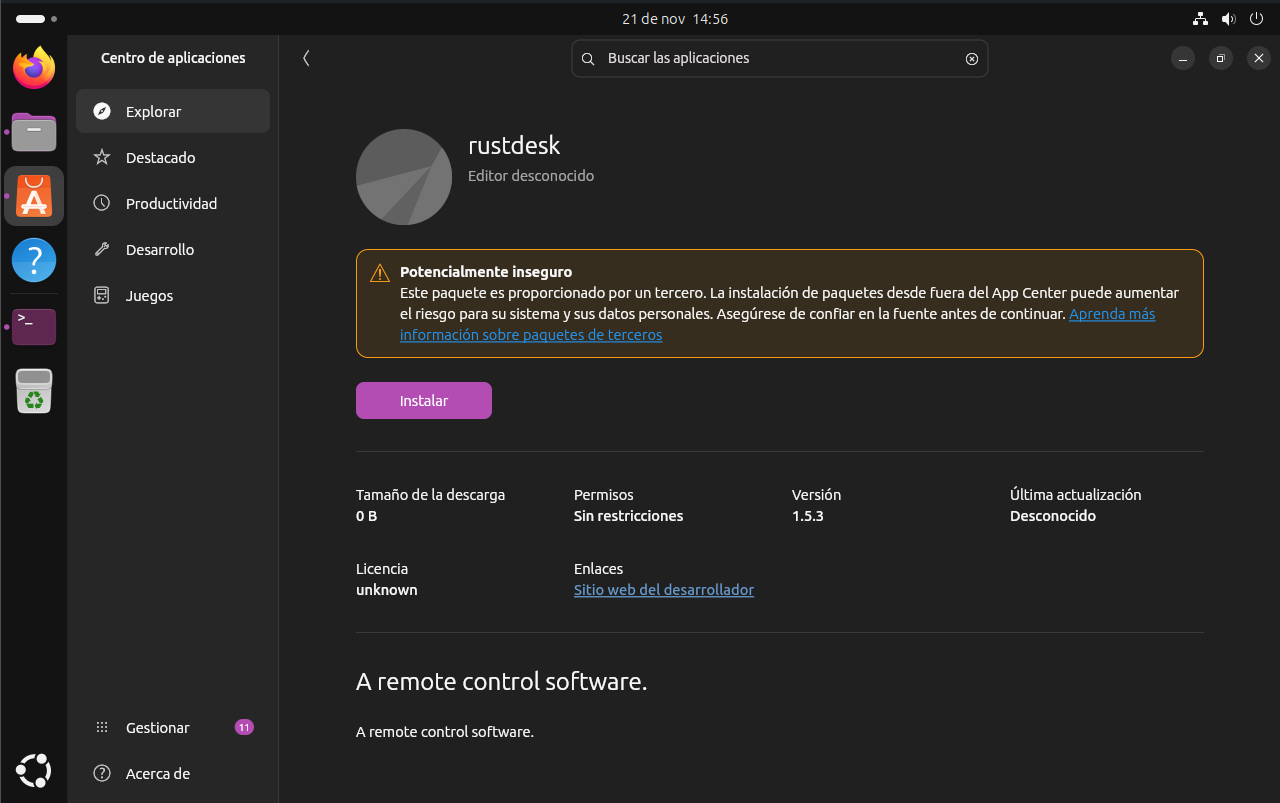 21 de nov 14:56
Centro de aplicaciones
Buscar las aplicaciones
Explorar
Destacado
Productividad
Desarrollo
Juegos
rustdesk
Editor desconocido
Potencialmente inseguro
Este paquete es proporcionado por un tercero. La instalación de paquetes desde fuera del App Center puede aumentar
el riesgo para su sistema y sus datos personales. Asegúrese de confiar en la fuente antes de continuar. Aprenda más
información sobre paquetes de terceros
Instalar
Tamaño de la descarga
0 B
Permisos
Sin restricciones
Versión
1.5.3
Última actualización
Desconocido
Licencia
unknown
Enlaces
Sitio web del desarrollador
A remote control software.
A remote control software.
Gestionar 11
Acerca de